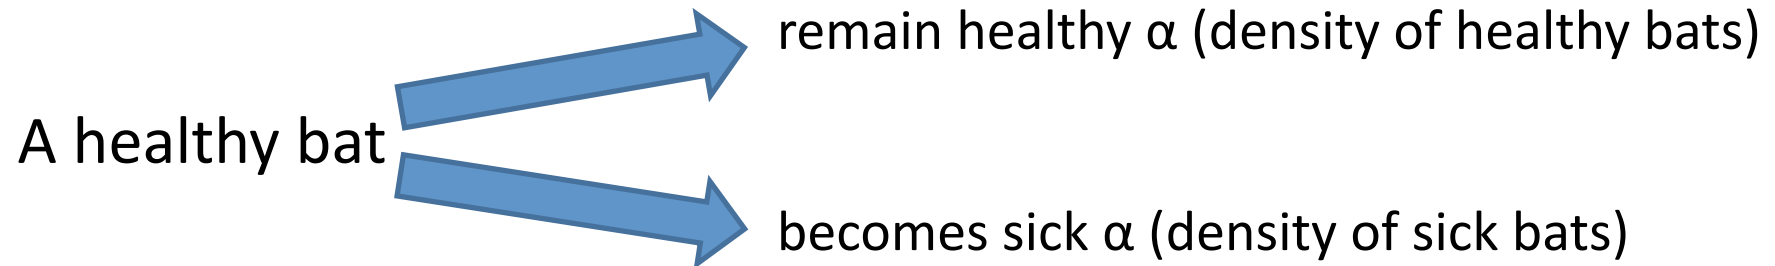 remain healthy α (density of healthy bats)
A healthy bat
becomes sick α (density of sick bats)